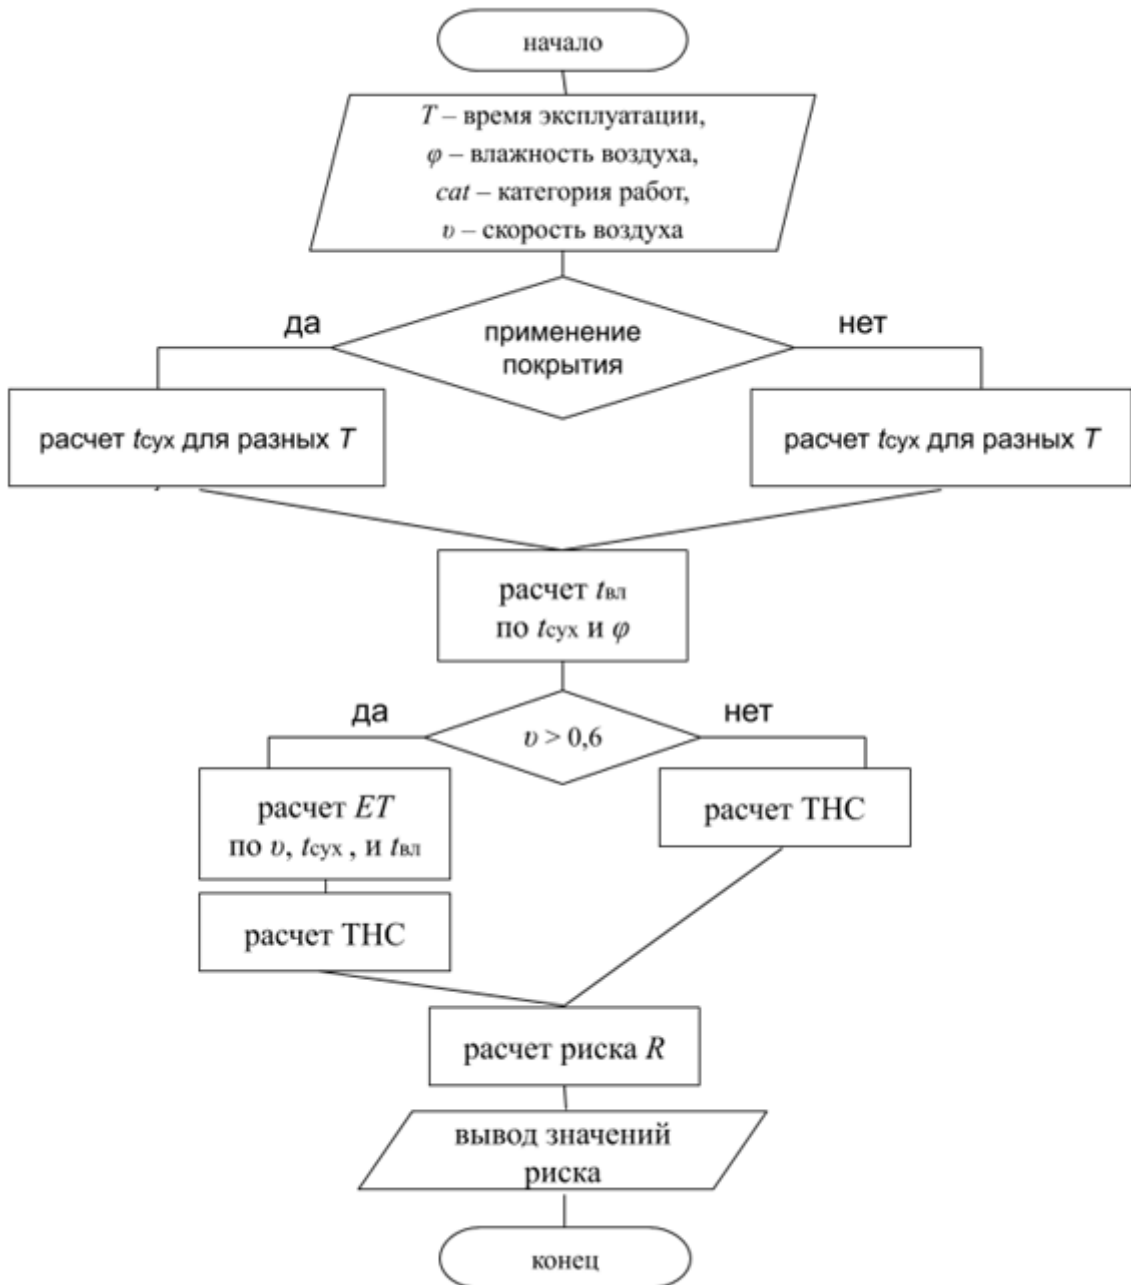 начало
T – время эксплуатации,
φ – влажность воздуха,
cat – категория работ,
υ – скорость воздуха
да
нет
применение
покрытия
расчет tсух для разных T
расчет tсух для разных T
расчет tвл
по tсух и φ
да
нет
υ > 0,6
расчет ET
по υ, tсух , и tвл
расчет ТНС
расчет ТНС
расчет риска R
вывод значений
риска
конец